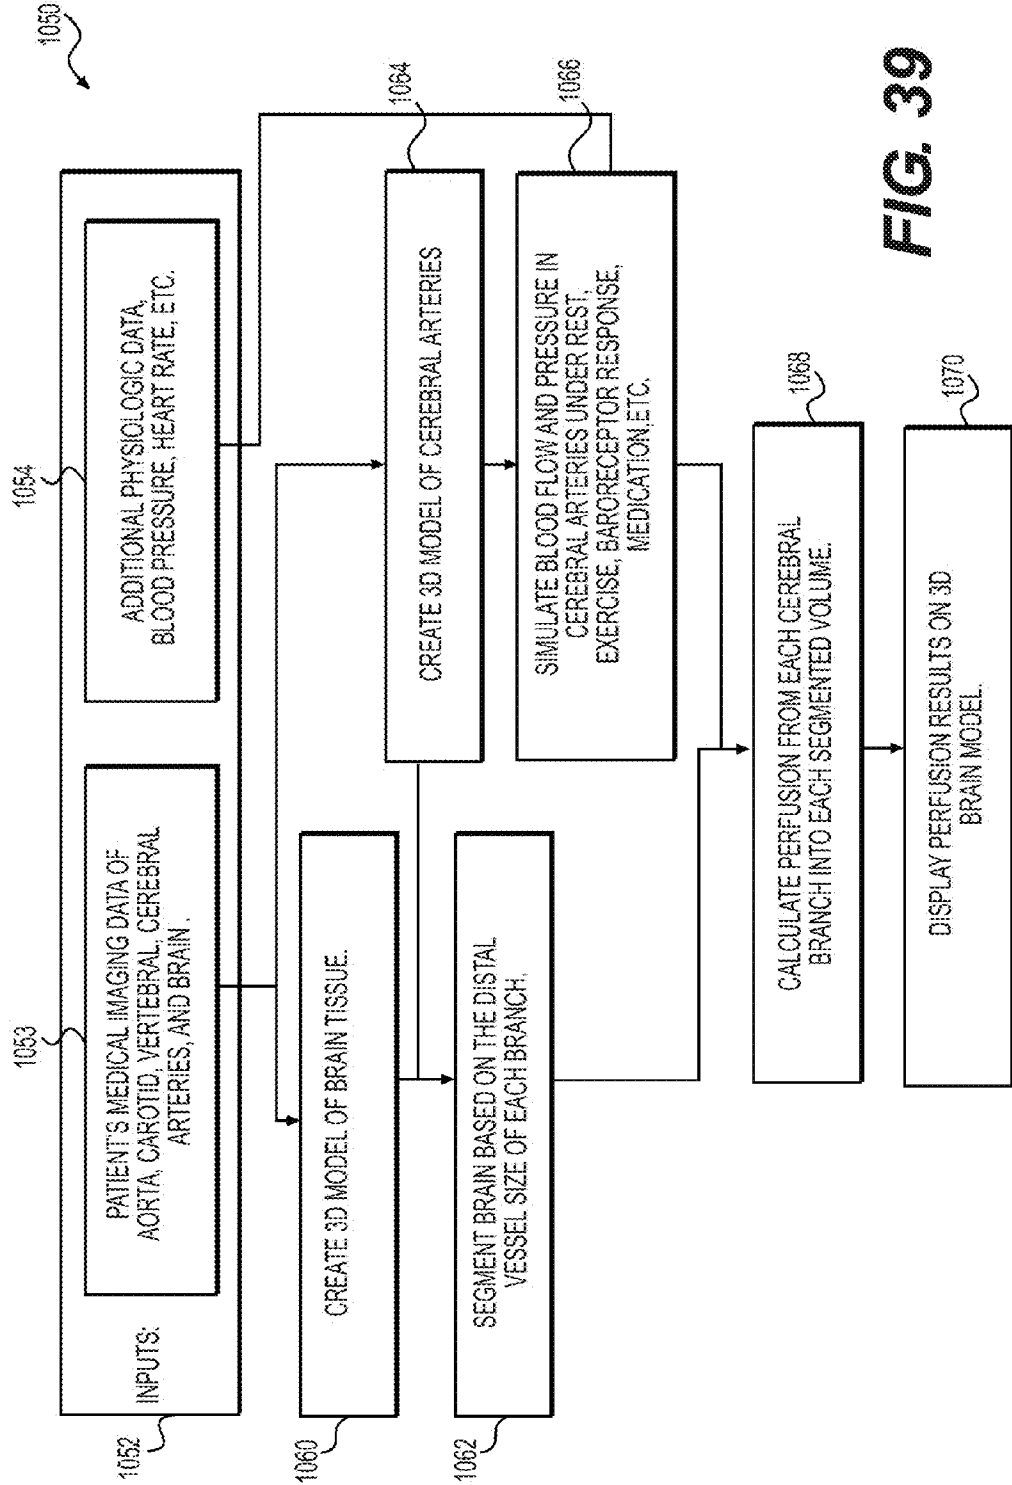 1050
1052
INPUTS:
1053
PATIENT'S MEDICAL IMAGING DATA OF
AORTA, CAROTID, VERTEBRAL, CEREBRAL
ARTERIES, AND BRAIN.
1054
ADDITIONAL PHYSIOLOGIC DATA,
BLOOD PRESSURE, HEART RATE, ETC.
1060
CREATE 3D MODEL OF BRAIN TISSUE.
1064
CREATE 3D MODEL OF CEREBRAL ARTERIES
1062
SEGMENT BRAIN BASED ON THE DISTAL
VESSEL SIZE OF EACH BRANCH.
1066
SIMULATE BLOOD FLOW AND PRESSURE IN
CEREBRAL ARTERIES UNDER REST,
EXERCISE, BARORECEPTOR RESPONSE,
MEDICATION,ETC.
1068
CALCULATE PERFUSION FROM EACH CEREBRAL
BRANCH INTO EACH SEGMENTED VOLUME.
1070
DISPLAY PERFUSION RESULTS ON 3D
BRAIN MODEL.
FIG. 39